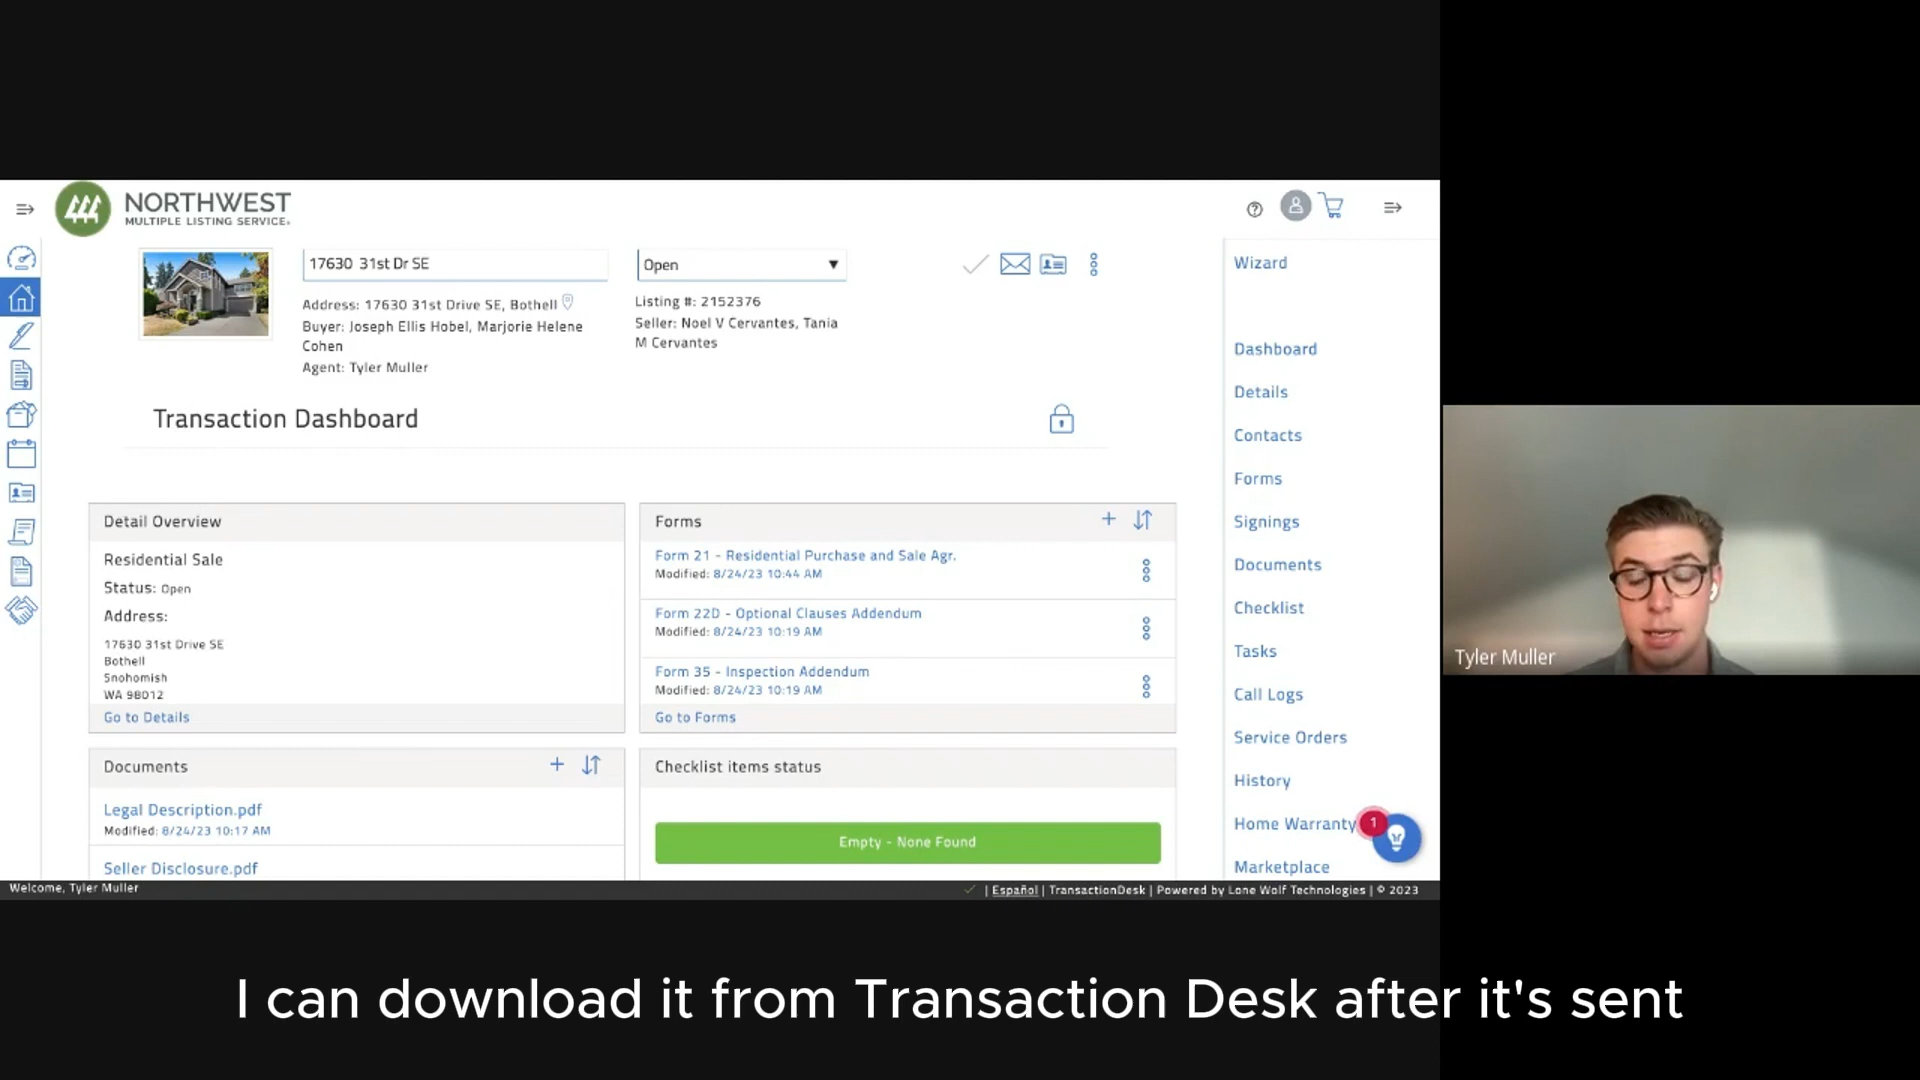 NORTHWEST
MULTIPLE LISTING SERVICE
17630 31st Dr SE
Open
Address: 17630 31st Drive SE, Bothell
Buyer: Joseph Ellis Hobel, Marjorie Helene
Cohen
Agent: Tyler Muller
Listing #: 2152376
Seller: Noel V Cervantes, Tania
M Cervantes
Transaction Dashboard
Detail Overview
Residential Sale
Status: Open
Address:
17630 31st Drive SE
Bothell
Snohomish
WA 98012
Go to Details
Forms
Form 21 - Residential Purchase and Sale Agr.
Modified: 8/24/23 10:44 AM
Form 22D - Optional Clauses Addendum
Modified: 8/24/23 10:19 AM
Form 35 - Inspection Addendum
Modified: 8/24/23 10:19 AM
Go to Forms
Documents
Legal Description.pdf
Modified: 8/24/23 10:17 AM
Seller Disclosure.pdf
Checklist items status
Empty - None Found
Wizard
Dashboard
Details
Contacts
Forms
Signings
Documents
Checklist
Tasks
Call Logs
Service Orders
History
Home Warranty
1
Marketplace
Welcome, Tyler Muller
| Español | TransactionDesk | Powered by Lone Wolf Technologies | © 2023
Tyler Muller
I can download it from Transaction Desk after it's sent